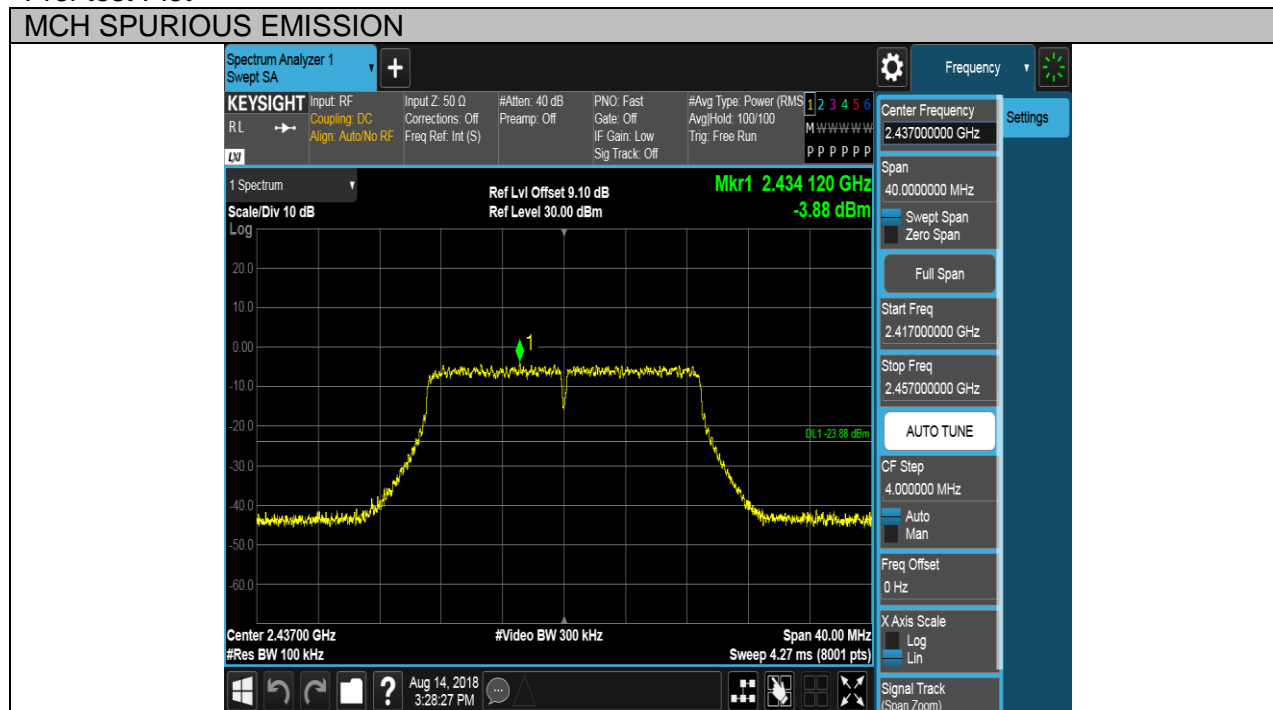 MCH SPURIOUS EMISSION
Spectrum Analyzer 1
Swept SA
+
Frequency
KEYSIGHT
RL
LXI
Input: RF
Coupling: DC
Align: Auto/No RF
Input Z: 50 Ω
Corrections: Off
Freq Ref: Int (S)
#Atten: 40 dB
Preamp: Off
PNO: Fast
Gate: Off
IF Gain: Low
Sig Track: Off
#Avg Type: Power (RMS
Avg|Hold: 100/100
Trig: Free Run
1 2 3 4 5 6
M W W W W W
P P P P P P
1 Spectrum
Scale/Div 10 dB
Log
Ref Lvl Offset 9.10 dB
Ref Level 30.00 dBm
Mkr1 2.434 120 GHz
-3.88 dBm
20.0
10.0
0.00
-10.0
-20.0
-30.0
-40.0
-50.0
-60.0
1
DL1 -23.88 dBm
Center 2.43700 GHz
#Res BW 100 kHz
#Video BW 300 kHz
Span 40.00 MHz
Sweep 4.27 ms (8001 pts)
?
Aug 14, 2018
3:28:27 PM
Center Frequency
2.437000000 GHz
Span
40.0000000 MHz
Swept Span
Zero Span
Full Span
Start Freq
2.417000000 GHz
Stop Freq
2.457000000 GHz
AUTO TUNE
CF Step
4.000000 MHz
Auto
Man
Freq Offset
0 Hz
X Axis Scale
Log
Lin
Signal Track
(Span Zoom)
Settings